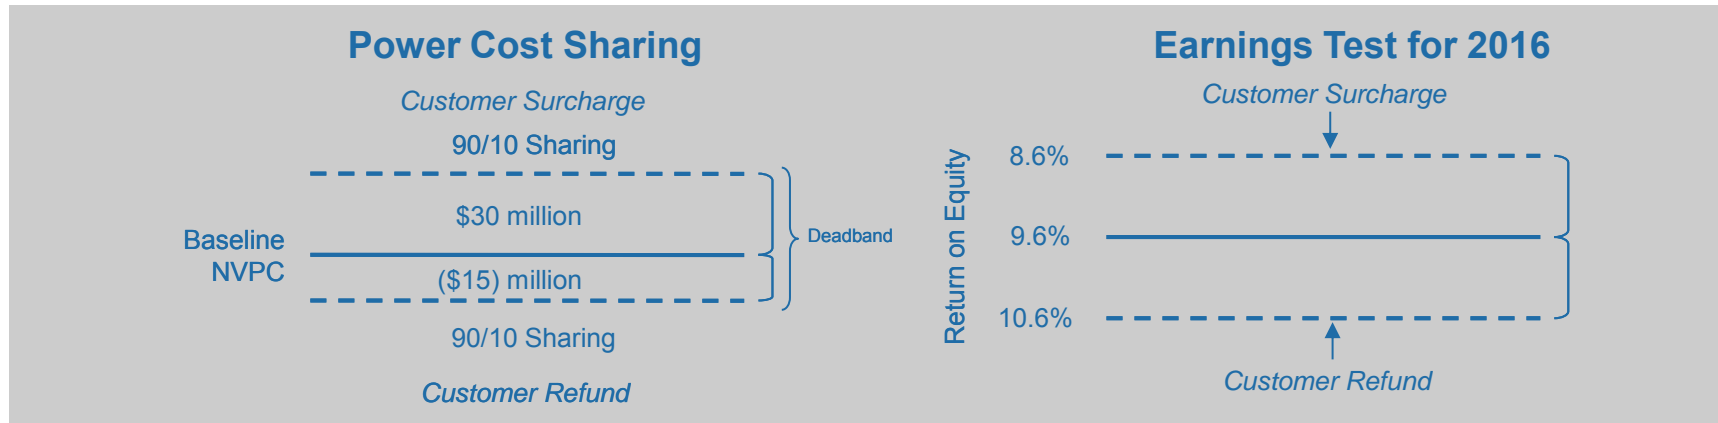 Power Cost Sharing
Customer Surcharge
90/10 Sharing
$30 million
Baseline
NVPC
($15) million
Deadband
90/10 Sharing
Customer Refund
Earnings Test for 2016
Customer Surcharge
Return on Equity
8.6%
9.6%
10.6%
Customer Refund